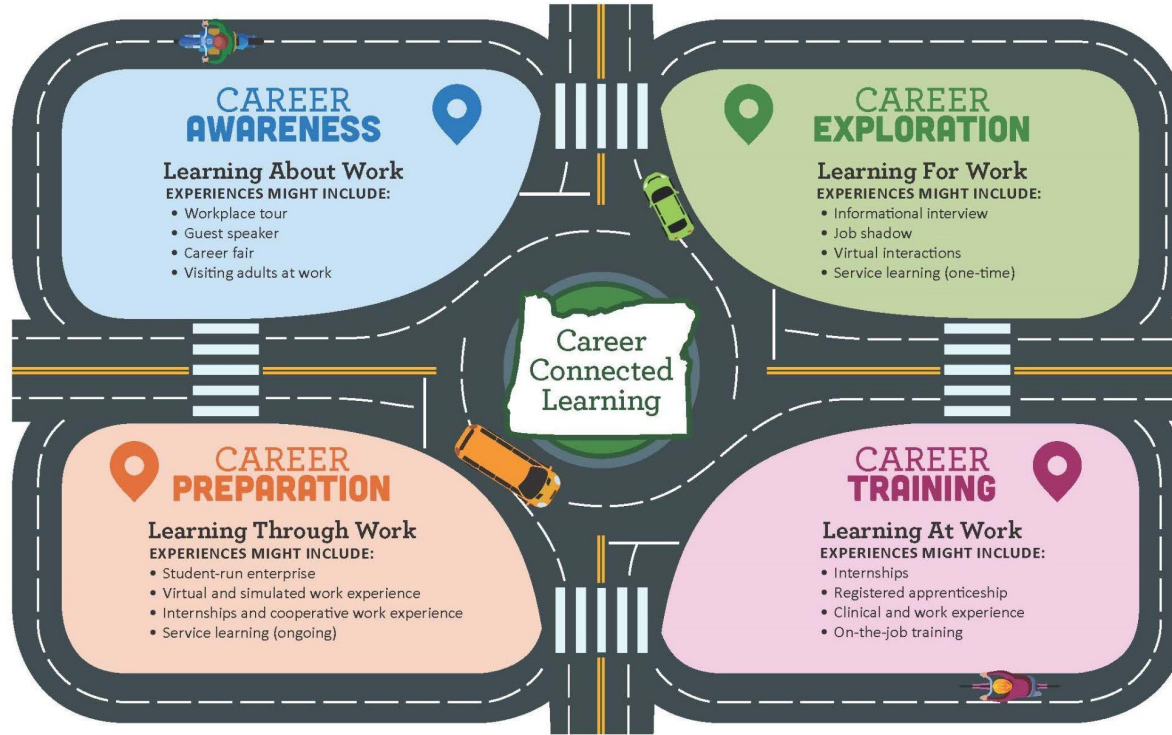 CAREER
AWARENESS
Learning About Work
EXPERIENCES MIGHT INCLUDE:
• Workplace tour
• Guest speaker
• Career fair
• Visiting adults at work
CAREER
EXPLORATION
Learning For Work
EXPERIENCES MIGHT INCLUDE:
• Informational interview
• Job shadow
• Virtual interactions
• Service learning (one-time)
Career
Connected
Learning
CAREER
PREPARATION
Learning Through Work
EXPERIENCES MIGHT INCLUDE:
• Student-run enterprise
• Virtual and simulated work experience
• Internships and cooperative work experience
• Service learning (ongoing)
CAREER
TRAINING
Learning At Work
EXPERIENCES MIGHT INCLUDE:
• Internships
• Registered apprenticeship
• Clinical and work experience
• On-the-job training